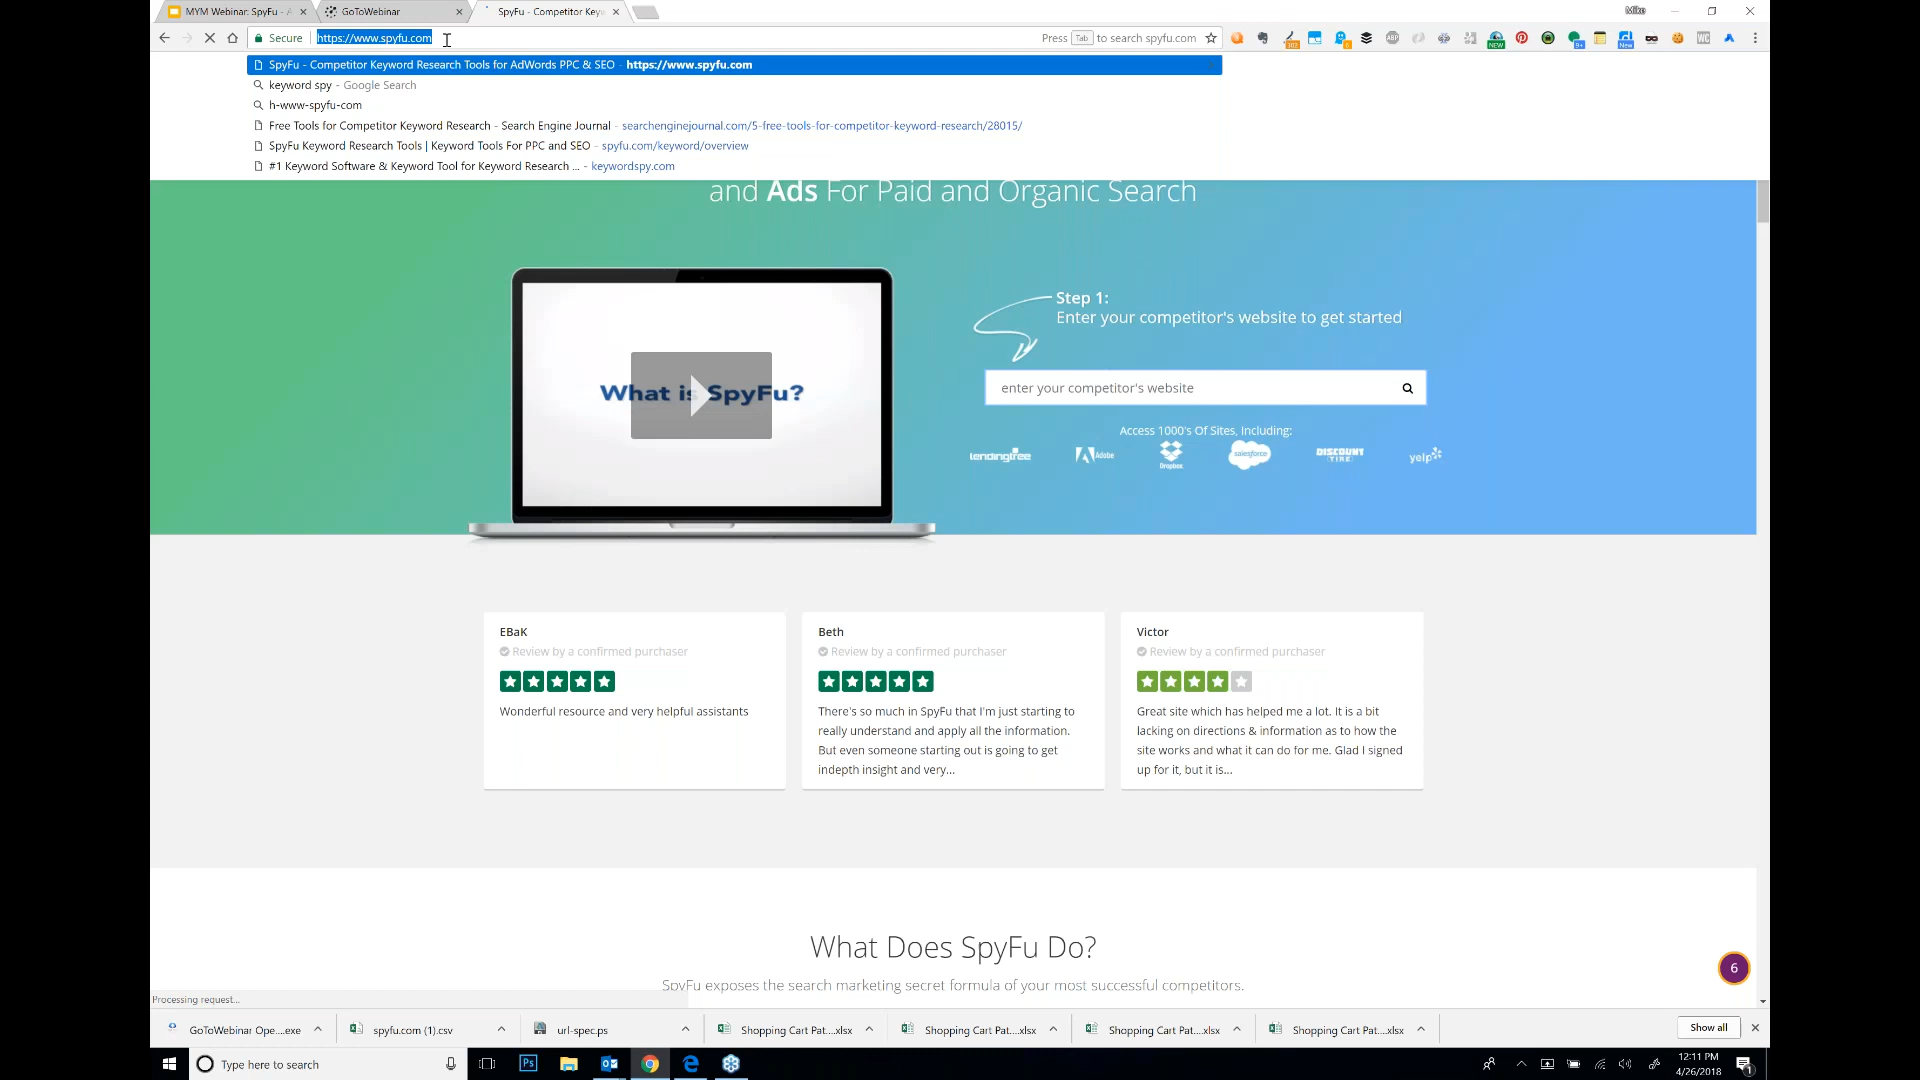 MYM Webinar: SpyFu - A
GoToWebinar
SpyFu - Competitor Keyw
Mike
Secure
https://www.spyfu.com
Press Tab to search spyfu.com
SpyFu - Competitor Keyword Research Tools for AdWords PPC & SEO - https://www.spyfu.com
keyword spy - Google Search
h-www-spyfu-com
Free Tools for Competitor Keyword Research - Search Engine Journal - searchenginejournal.com/5-free-tools-for-competitor-keyword-research/28015/
SpyFu Keyword Research Tools | Keyword Tools For PPC and SEO - spyfu.com/keyword/overview
#1 Keyword Software & Keyword Tool for Keyword Research ... - keywordspy.com
and Ads For Paid and Organic Search
What is SpyFu?
Step 1:
Enter your competitor's website to get started
enter your competitor's website
Access 1000's Of Sites, Including:
lendingtree
Adobe
Dropbox
salesforce
DISCOUNT TIRE
yelp
EBaK
Review by a confirmed purchaser
Wonderful resource and very helpful assistants
Beth
Review by a confirmed purchaser
There's so much in SpyFu that I'm just starting to
really understand and apply all the information.
But even someone starting out is going to get
indepth insight and very...
Victor
Review by a confirmed purchaser
Great site which has helped me a lot. It is a bit
lacking on directions & information as to how the
site works and what it can do for me. Glad I signed
up for it, but it is...
What Does SpyFu Do?
SpyFu exposes the search marketing secret formula of your most successful competitors.
6
Processing request...
GoToWebinar Ope....exe
spyfu.com (1).csv
url-spec.ps
Shopping Cart Pat....xlsx
Shopping Cart Pat....xlsx
Shopping Cart Pat....xlsx
Shopping Cart Pat....xlsx
Show all
Type here to search
12:11 PM
4/26/2018